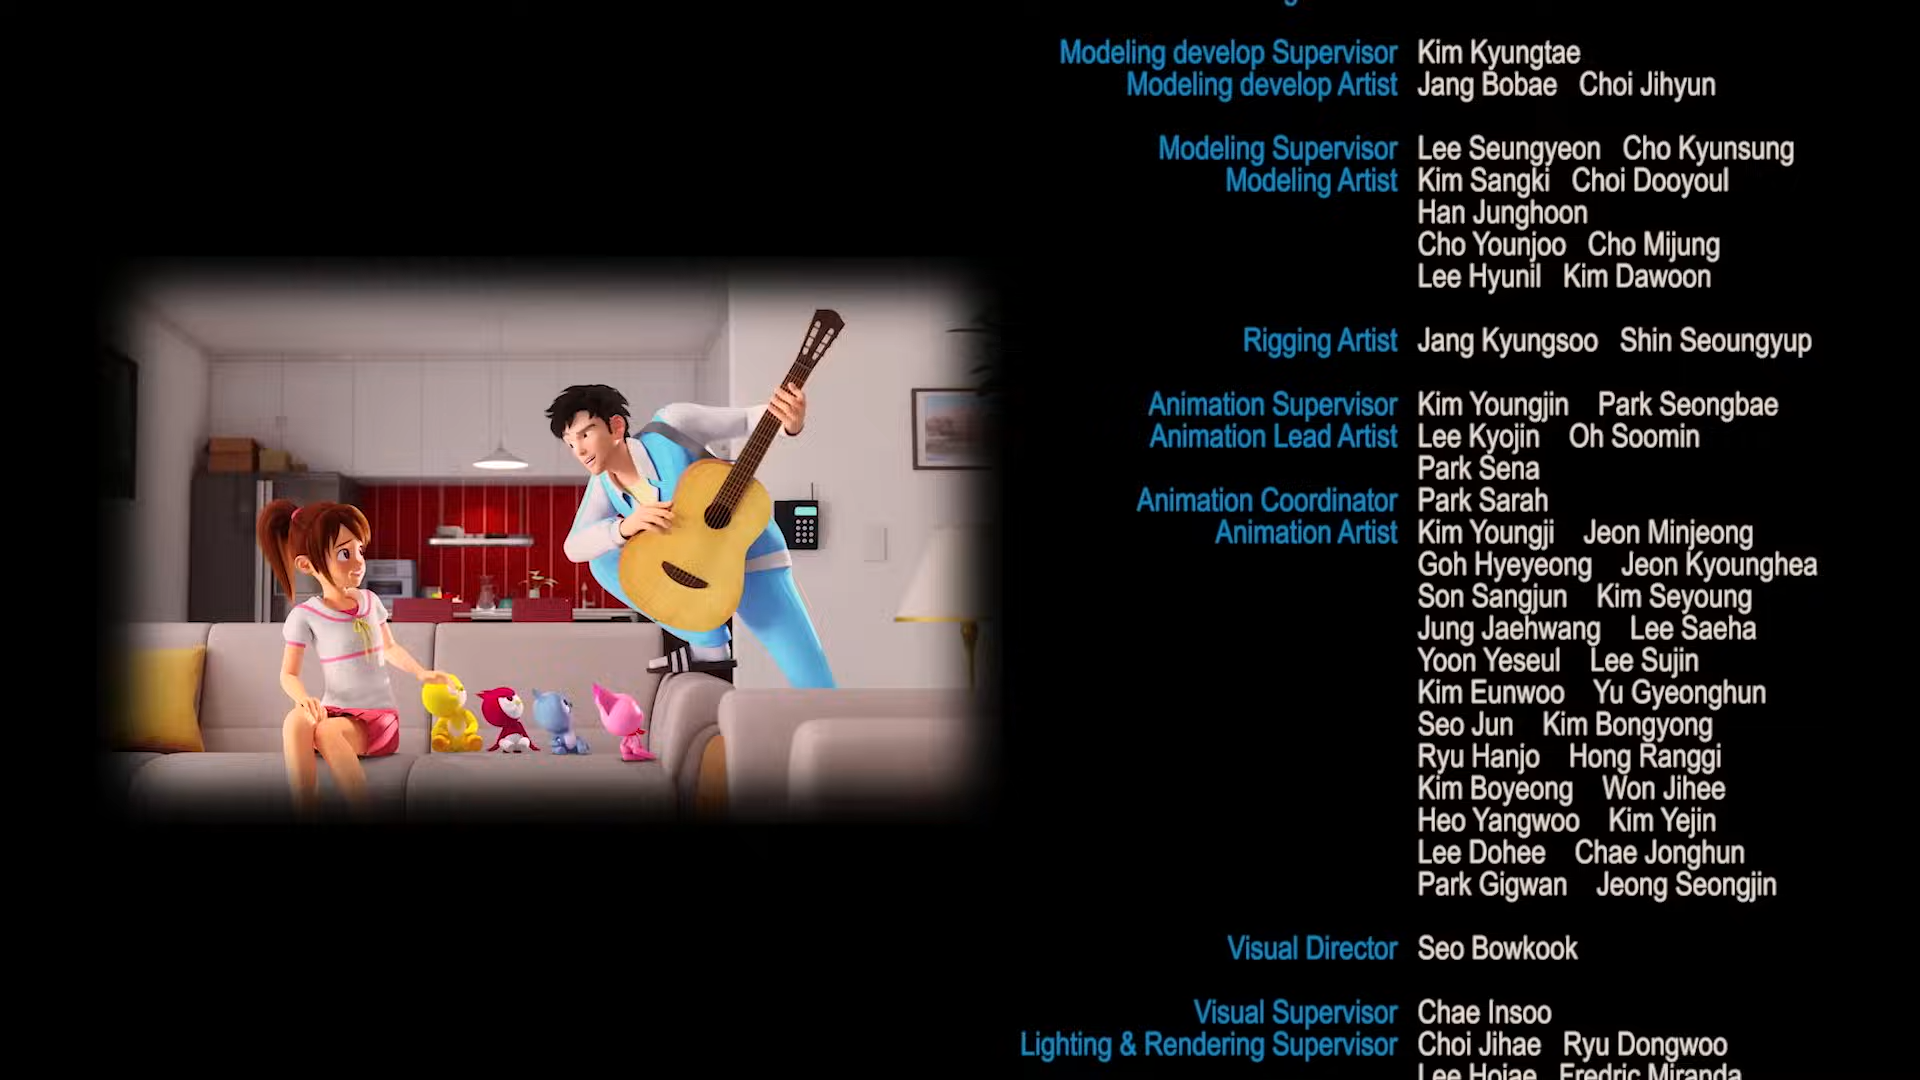 Modeling develop Supervisor Kim Kyungtae
Modeling develop Artist Jang Bobae Choi Jihyun
Modeling Supervisor Lee Seungyeon Cho Kyunsung
Modeling Artist Kim Sangki Choi Dooyoul
Han Junghoon
Cho Younjoo Cho Mijung
Lee Hyunil Kim Dawoon
Rigging Artist Jang Kyungsoo Shin Seoungyup
Animation Supervisor Kim Youngjin Park Seongbae
Animation Lead Artist Lee Kyojin Oh Soomin
Park Sena
Animation Coordinator Park Sarah
Animation Artist Kim Youngji Jeon Minjeong
Goh Hyeyeong Jeon Kyounghea
Son Sangjun Kim Seyoung
Jung Jaehwang Lee Saeha
Yoon Yeseul Lee Sujin
Kim Eunwoo Yu Gyeonghun
Seo Jun Kim Bongyong
Ryu Hanjo Hong Ranggi
Kim Boyeong Won Jihee
Heo Yangwoo Kim Yejin
Lee Dohee Chae Jonghun
Park Gigwan Jeong Seongjin
Visual Director Seo Bowkook
Visual Supervisor Chae Insoo
Lighting & Rendering Supervisor Choi Jihae Ryu Dongwoo
Lee Hojae Fredric Miranda